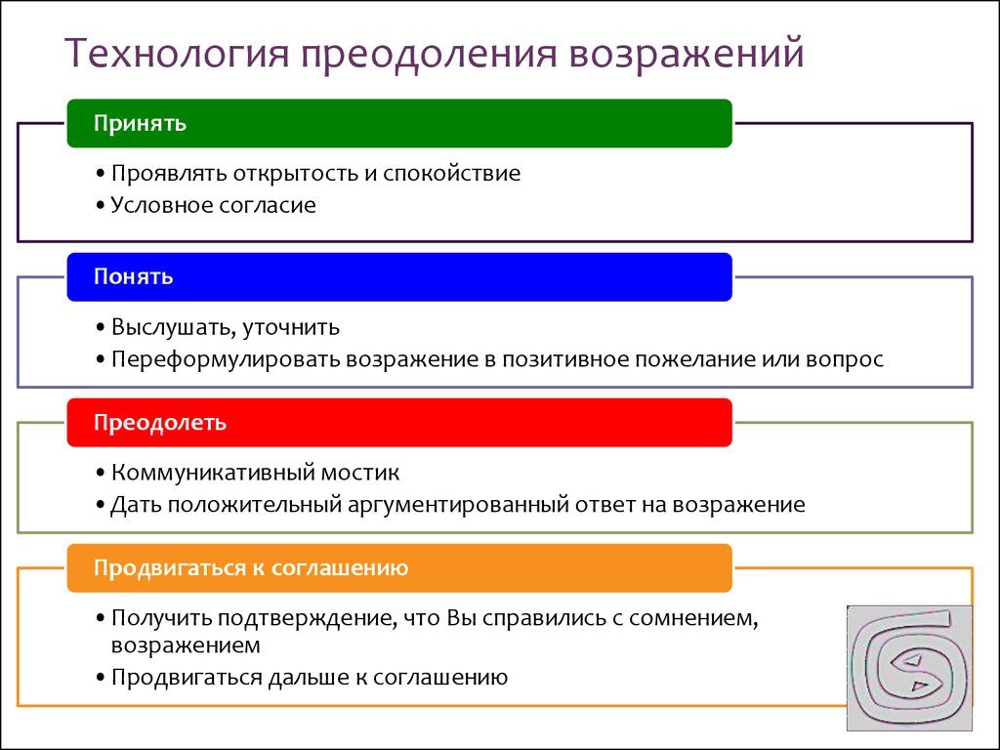 Технология преодоления возражений
Принять
•Проявлять открытость и спокойствие
•Условное согласие
Понять
•Выслушать, уточнить
•Переформулировать возражение в позитивное пожелание или вопрос
Преодолеть
•Коммуникативный мостик
•Дать положительный аргументированный ответ на возражение
Продвигаться к соглашению
•Получить подтверждение, что Вы справились с сомнением,
возражением
•Продвигаться дальше к соглашению